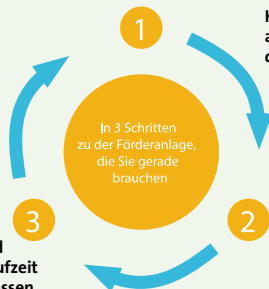 1
In 3 Schritten
zu der Förderanlage,
die Sie gerade
brauchen
2
3